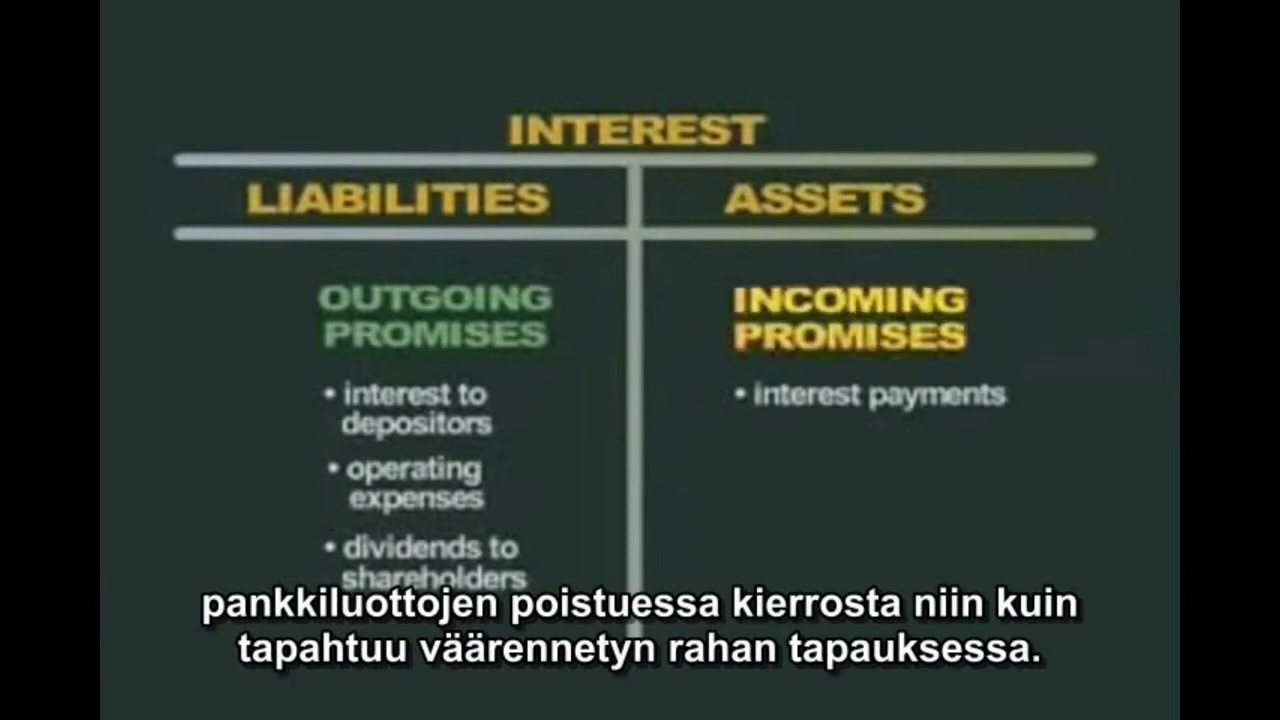 INTEREST
LIABILITIES
ASSETS
OUTGOING
PROMISES
• interest to
depositors
• operating
expenses
• dividends to
shareholders
INCOMING
PROMISES
• interest payments
pankkiluottojen poistuessa kierrosta niin kuin
tapahtuu väärennetyn rahan tapauksessa.